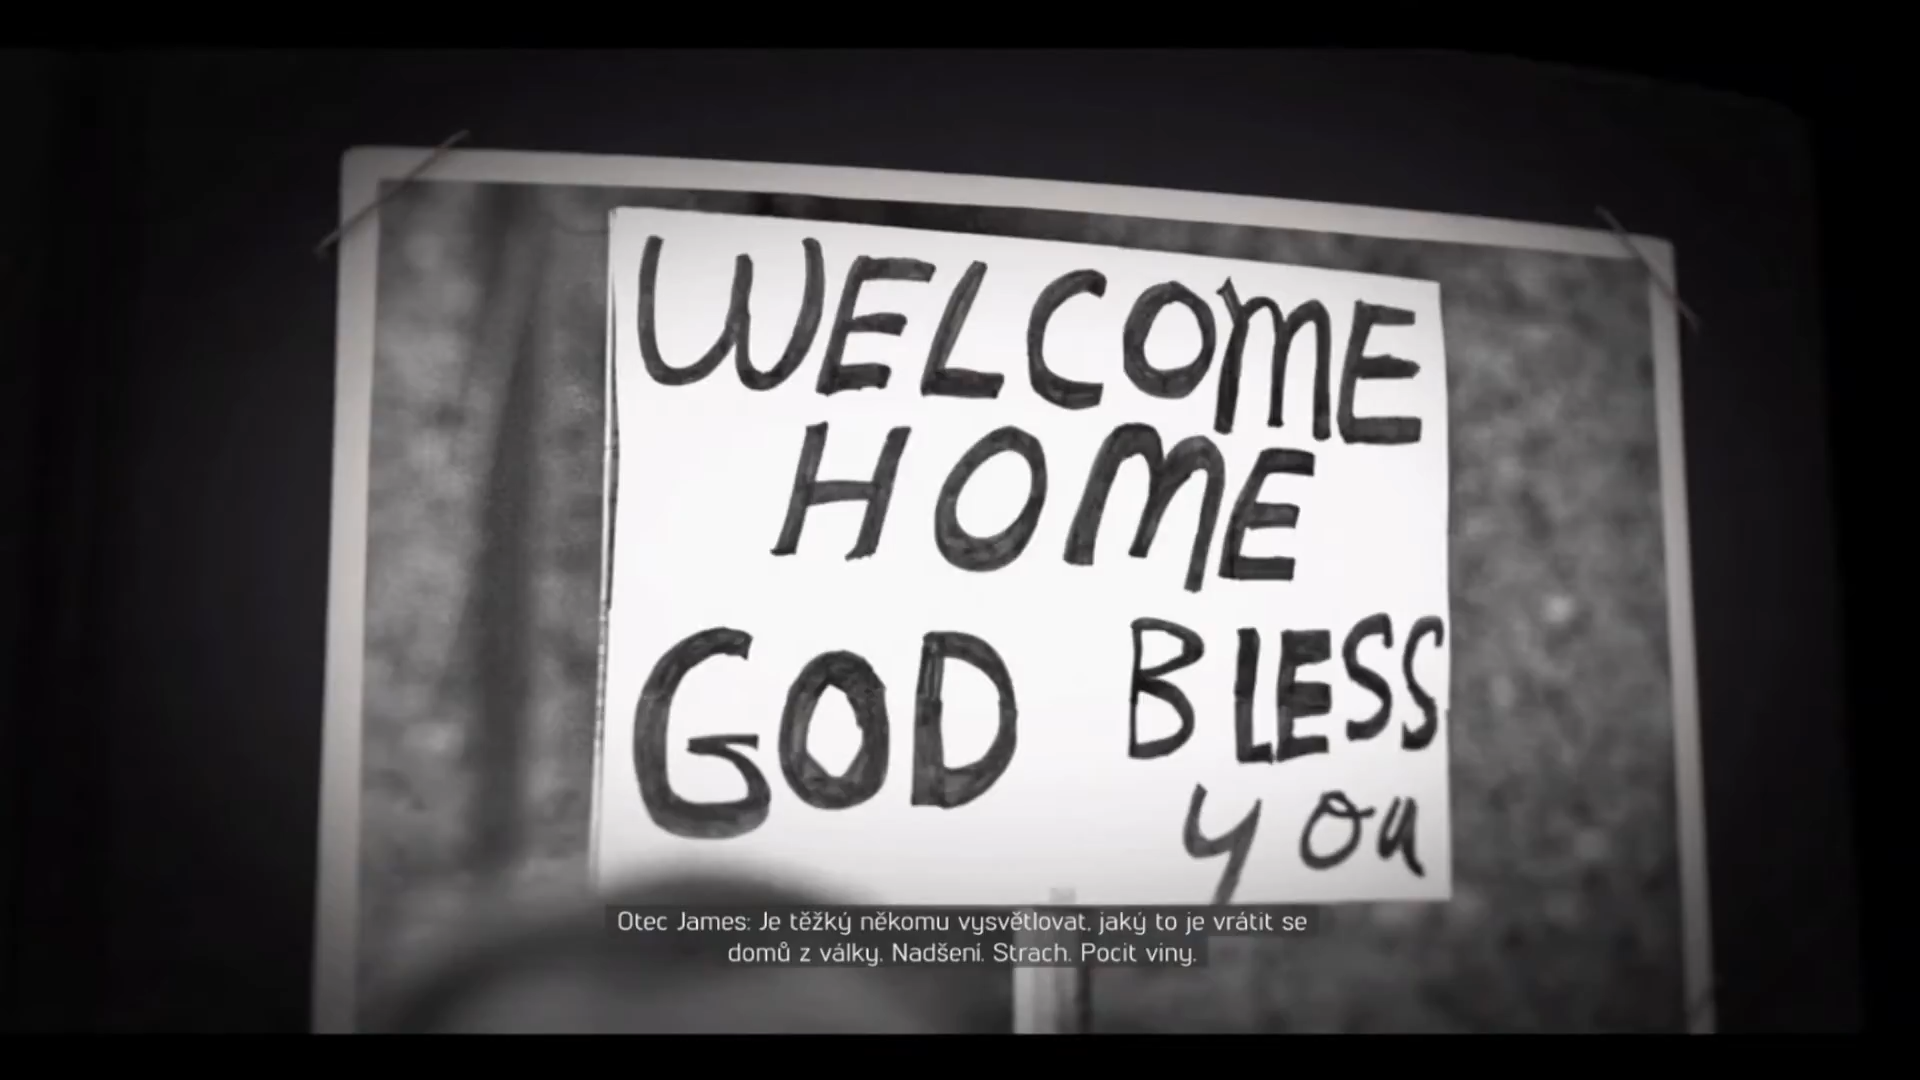 WELCOME
HOME
GOD BLESS
you
Otec James: Je těžký někomu vysvětlovat, jaký to je vrátit se
domů z války. Nadšení. Strach. Pocit viny.